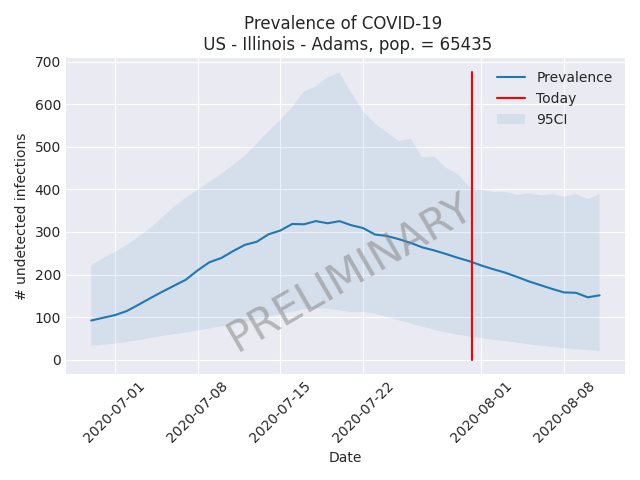 Prevalence of COVID-19
US - Illinois - Adams, pop. = 65435
700
600
500
400
300
200
100
0
# undetected infections
Prevalence
Today
95CI
PRELIMINARY
2020-07-01
2020-07-08
2020-07-15
2020-07-22
2020-08-01
2020-08-08
Date